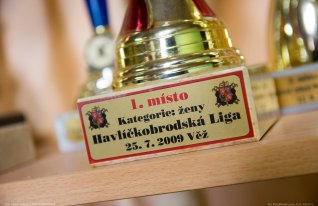 1. místo
Kategorie: ženy
Havlíčkobrodská Liga
25. 7. 2009 Věž